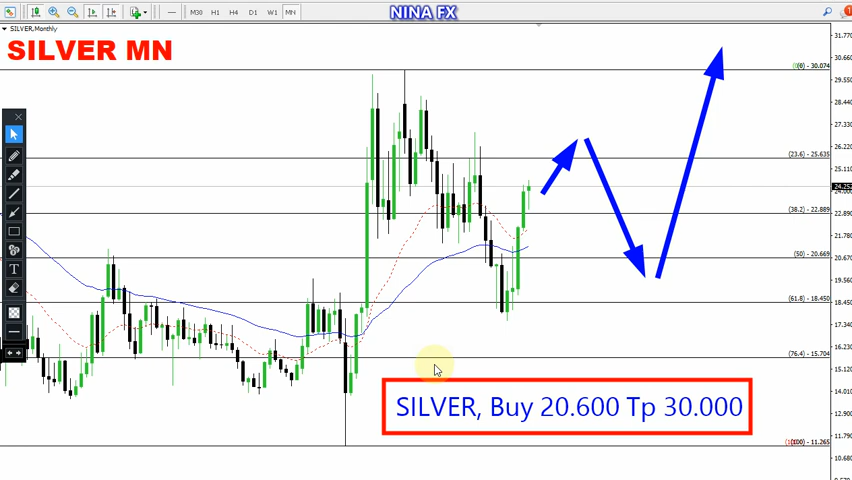 NINA FX
M30 H1 H4 D1 W1 MN
SILVER,Monthly
SILVER MN
31.770
30.660
(0) - 30.074
29.550
28.440
27.330
26.220
(23.6) - 25.635
25.110
24.252
(38.2) - 22.889
22.890
21.780
(50) - 20.669
20.670
19.560
(61.8) - 18.450
18.450
17.340
16.230
(76.4) - 15.704
15.120
14.010
12.900
11.790
(100) - 11.265
10.680
SILVER, Buy 20.600 Tp 30.000